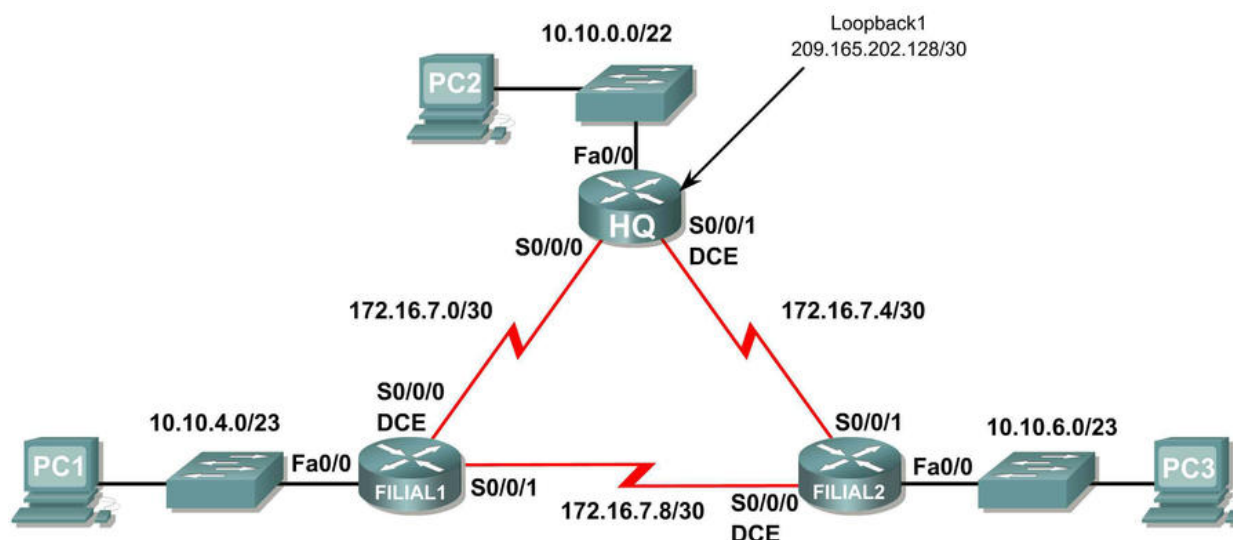 Loopback1
209.165.202.128/30
10.10.0.0/22
PC2
Fa0/0
HQ
S0/0/0
S0/0/1
DCE
172.16.7.0/30
172.16.7.4/30
S0/0/0
DCE
10.10.4.0/23
PC1
Fa0/0
FILIAL1
S0/0/1
172.16.7.8/30
S0/0/0
DCE
S0/0/1
FILIAL2
Fa0/0
10.10.6.0/23
PC3